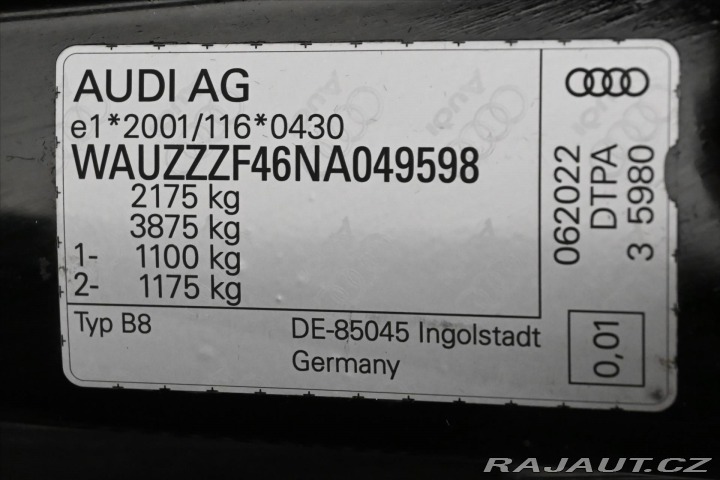 AUDI AG
e1*2001/116*0430
WAUZZZF46NA049598
2175 kg
3875 kg
1- 1100 kg
2- 1175 kg
Typ B8
DE-85045 Ingolstadt
Germany
062022
DTPA
3 5980
0,01
RAJAUT.CZ